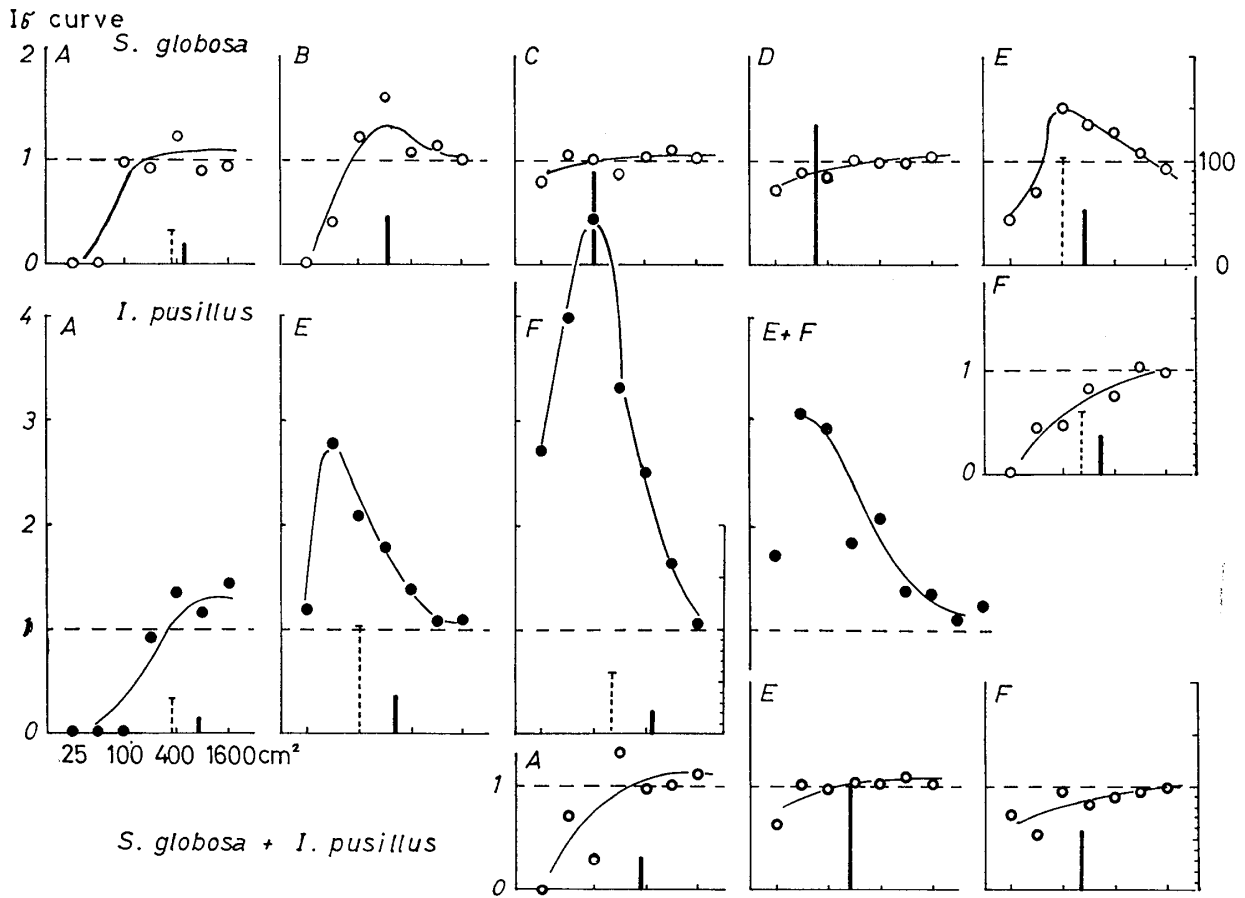 Iδ curve
S. globosa
2 A B C D E
1 100
0 0
I. pusillus
4 A E F E+F F
3
1
2
0
1
0
.25 100 400 1600cm²
E F
A
1
S. globosa + I. pusillus
0